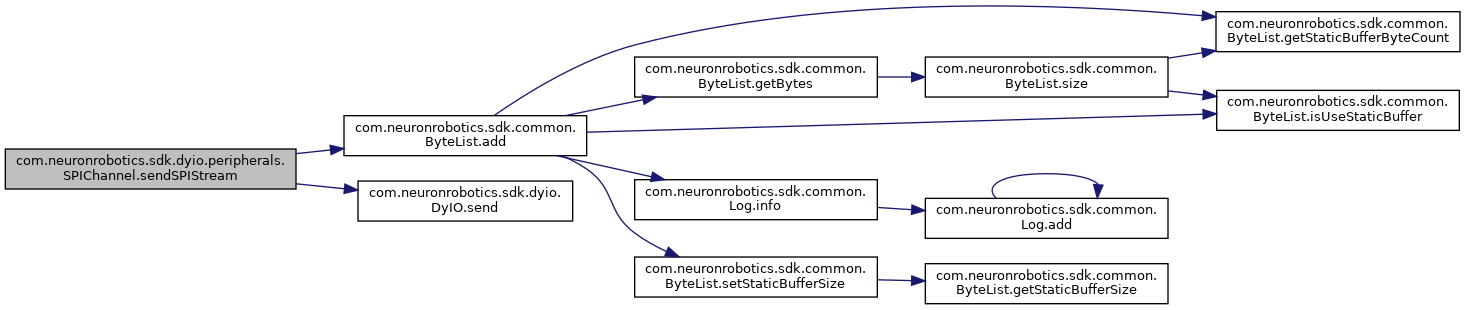 com.neuronrobotics.sdk.dyio.peripherals.
SPIChannel.sendSPIStream
com.neuronrobotics.sdk.common.
ByteList.add
com.neuronrobotics.sdk.dyio.
DyIO.send
com.neuronrobotics.sdk.common.
ByteList.getBytes
com.neuronrobotics.sdk.common.
Log.info
com.neuronrobotics.sdk.common.
ByteList.setStaticBufferSize
com.neuronrobotics.sdk.common.
ByteList.size
com.neuronrobotics.sdk.common.
Log.add
com.neuronrobotics.sdk.common.
ByteList.getStaticBufferSize
com.neuronrobotics.sdk.common.
ByteList.getStaticBufferByteCount
com.neuronrobotics.sdk.common.
ByteList.isUseStaticBuffer